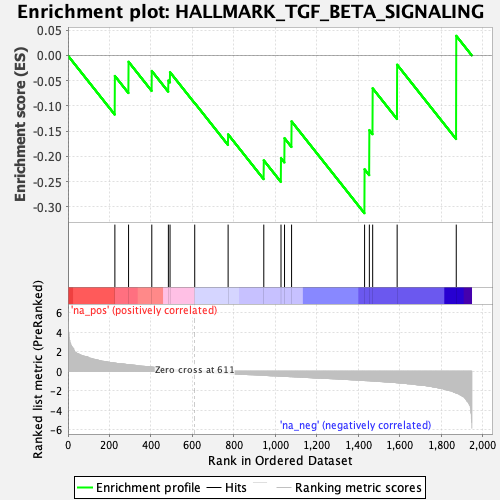 Enrichment plot: HALLMARK_TGF_BETA_SIGNALING
Enrichment score (ES)
0.05
0.00
-0.05
-0.10
-0.15
-0.20
-0.25
-0.30
'na_pos' (positively correlated)
Ranked list metric (PreRanked)
6
4
2
0
-2
-4
-6
Zero cross at 611
'na_neg' (negatively correlated)
0 200 400 600 800 1,000 1,200 1,400 1,600 1,800 2,000
Rank in Ordered Dataset
Enrichment profile Hits Ranking metric scores